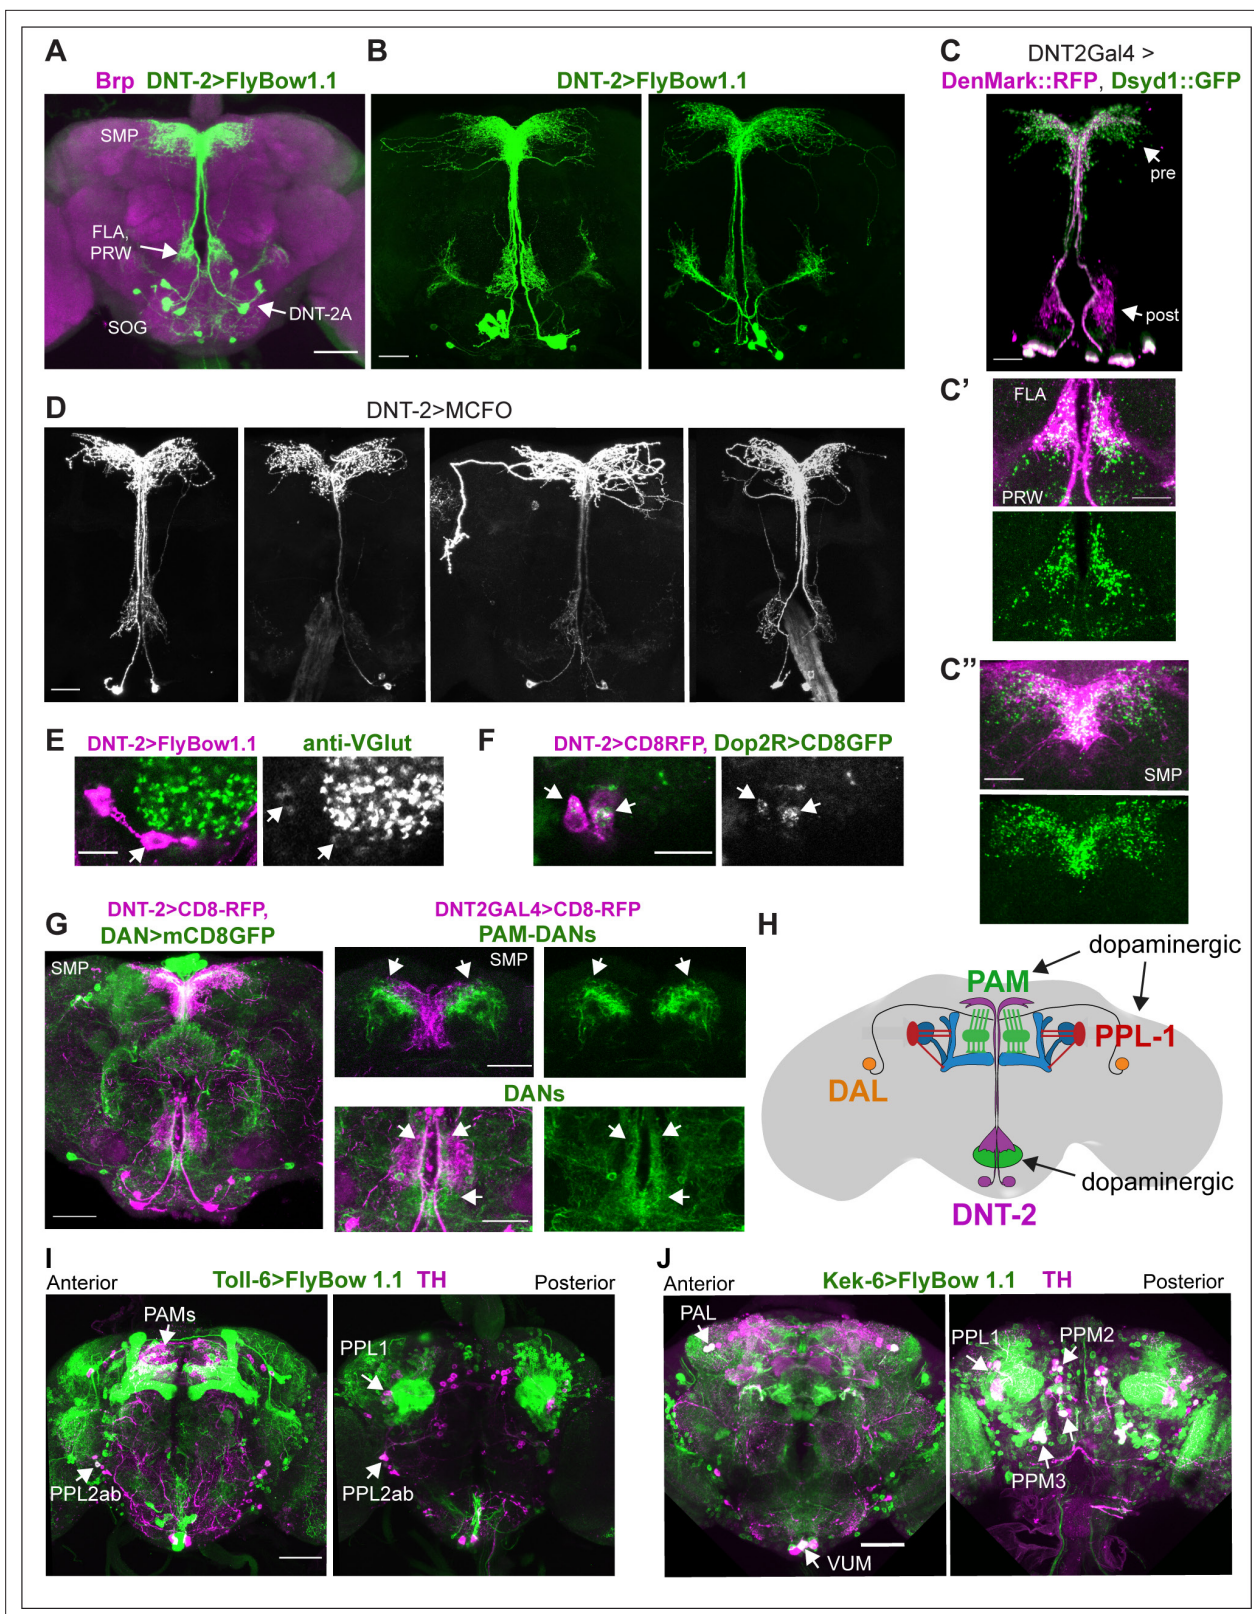 A
Brp DNT-2>FlyBow1.1
SMP
FLA,
PRW
DNT-2A
SOG
B
DNT-2>FlyBow1.1
C
DNT2Gal4 >
DenMark::RFP, Dsyd1::GFP
pre
post
C'
FLA
PRW
C''
SMP
D
DNT-2>MCFO
E
DNT-2>FlyBow1.1
anti-VGlut
F
DNT-2>CD8RFP, Dop2R>CD8GFP
G
DNT-2>CD8-RFP,
DAN>mCD8GFP
SMP
DNT2GAL4>CD8-RFP
PAM-DANs
SMP
DANs
H
dopaminergic
PAM
PPL-1
DAL
dopaminergic
DNT-2
I
Anterior
Toll-6>FlyBow 1.1 TH
Posterior
PAMs
PPL1
PPL2ab
PPL2ab
J
Anterior
Kek-6>FlyBow 1.1 TH
Posterior
PAL
PPL1
PPM2
PPM3
VUM